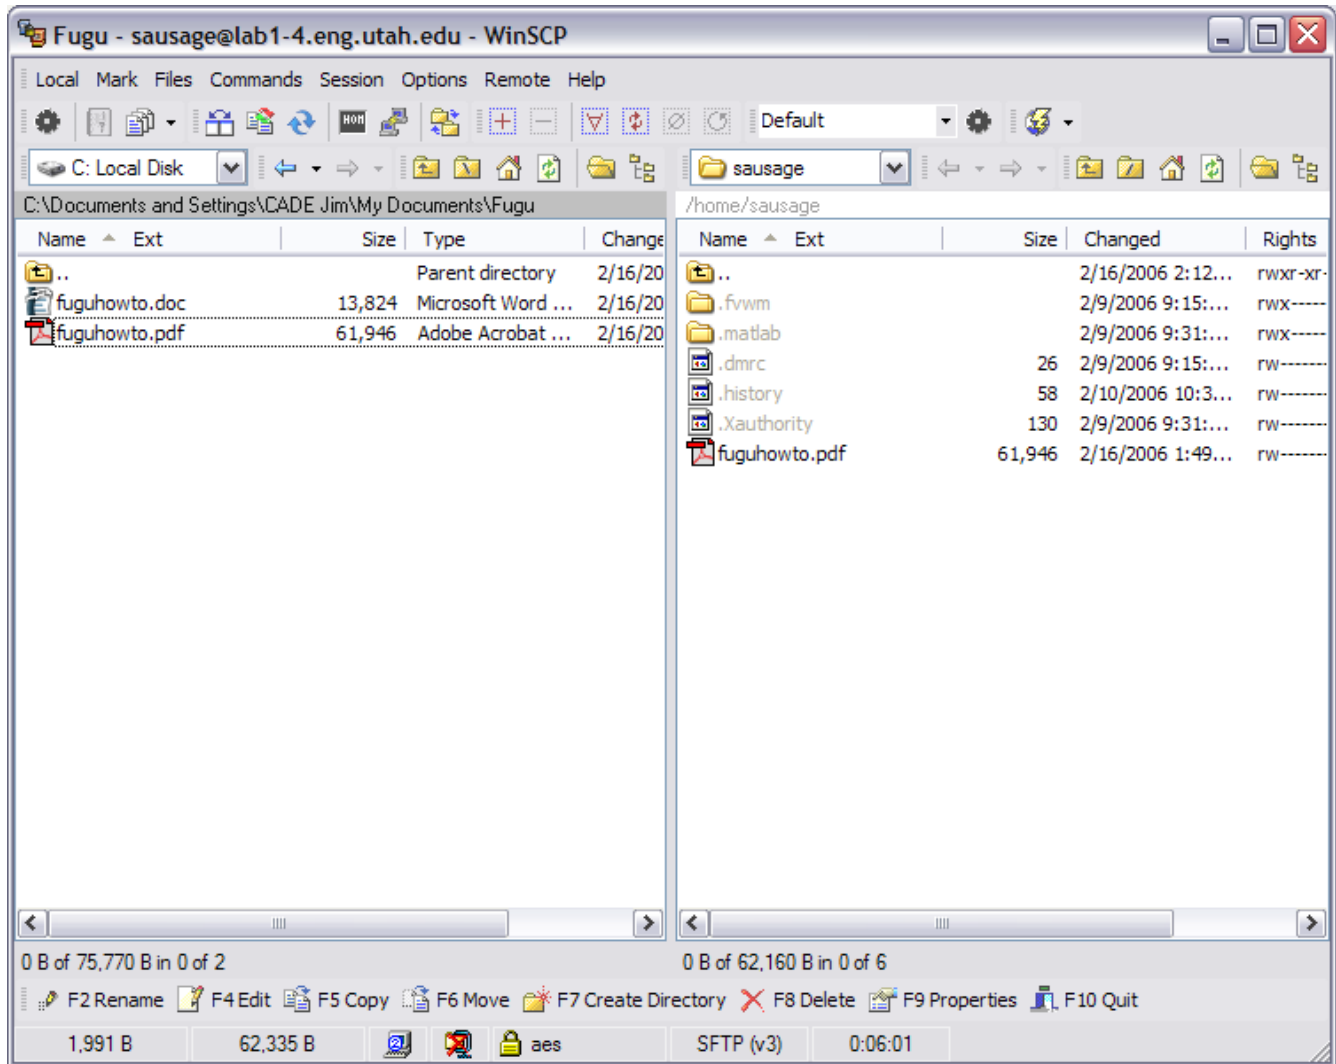 Fugu - sausage@lab1-4.eng.utah.edu - WinSCP
Local Mark Files Commands Session Options Remote Help
Default
C: Local Disk
sausage
C:\Documents and Settings\CADE Jim\My Documents\Fugu
/home/sausage
Name Ext Size Type Change
Name Ext Size Changed Rights
.. Parent directory 2/16/20
fuguhowto.doc 13,824 Microsoft Word ... 2/16/20
fuguhowto.pdf 61,946 Adobe Acrobat ... 2/16/20
.. 2/16/2006 2:12... rwxr-xr-
.fvwm 2/9/2006 9:15:... rwx-----
.matlab 2/9/2006 9:31:... rwx-----
.dmrc 26 2/9/2006 9:15:... rw-------
.history 58 2/10/2006 10:3... rw-------
.Xauthority 130 2/9/2006 9:31:... rw-------
fuguhowto.pdf 61,946 2/16/2006 1:49... rw-------
0 B of 75,770 B in 0 of 2
0 B of 62,160 B in 0 of 6
F2 Rename F4 Edit F5 Copy F6 Move F7 Create Directory F8 Delete F9 Properties F10 Quit
1,991 B 62,335 B aes SFTP (v3) 0:06:01